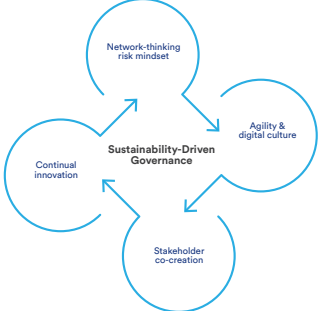 Network-thinking
risk mindset
Agility &
digital culture
Sustainability-Driven
Governance
Continual
innovation
Stakeholder
co-creation